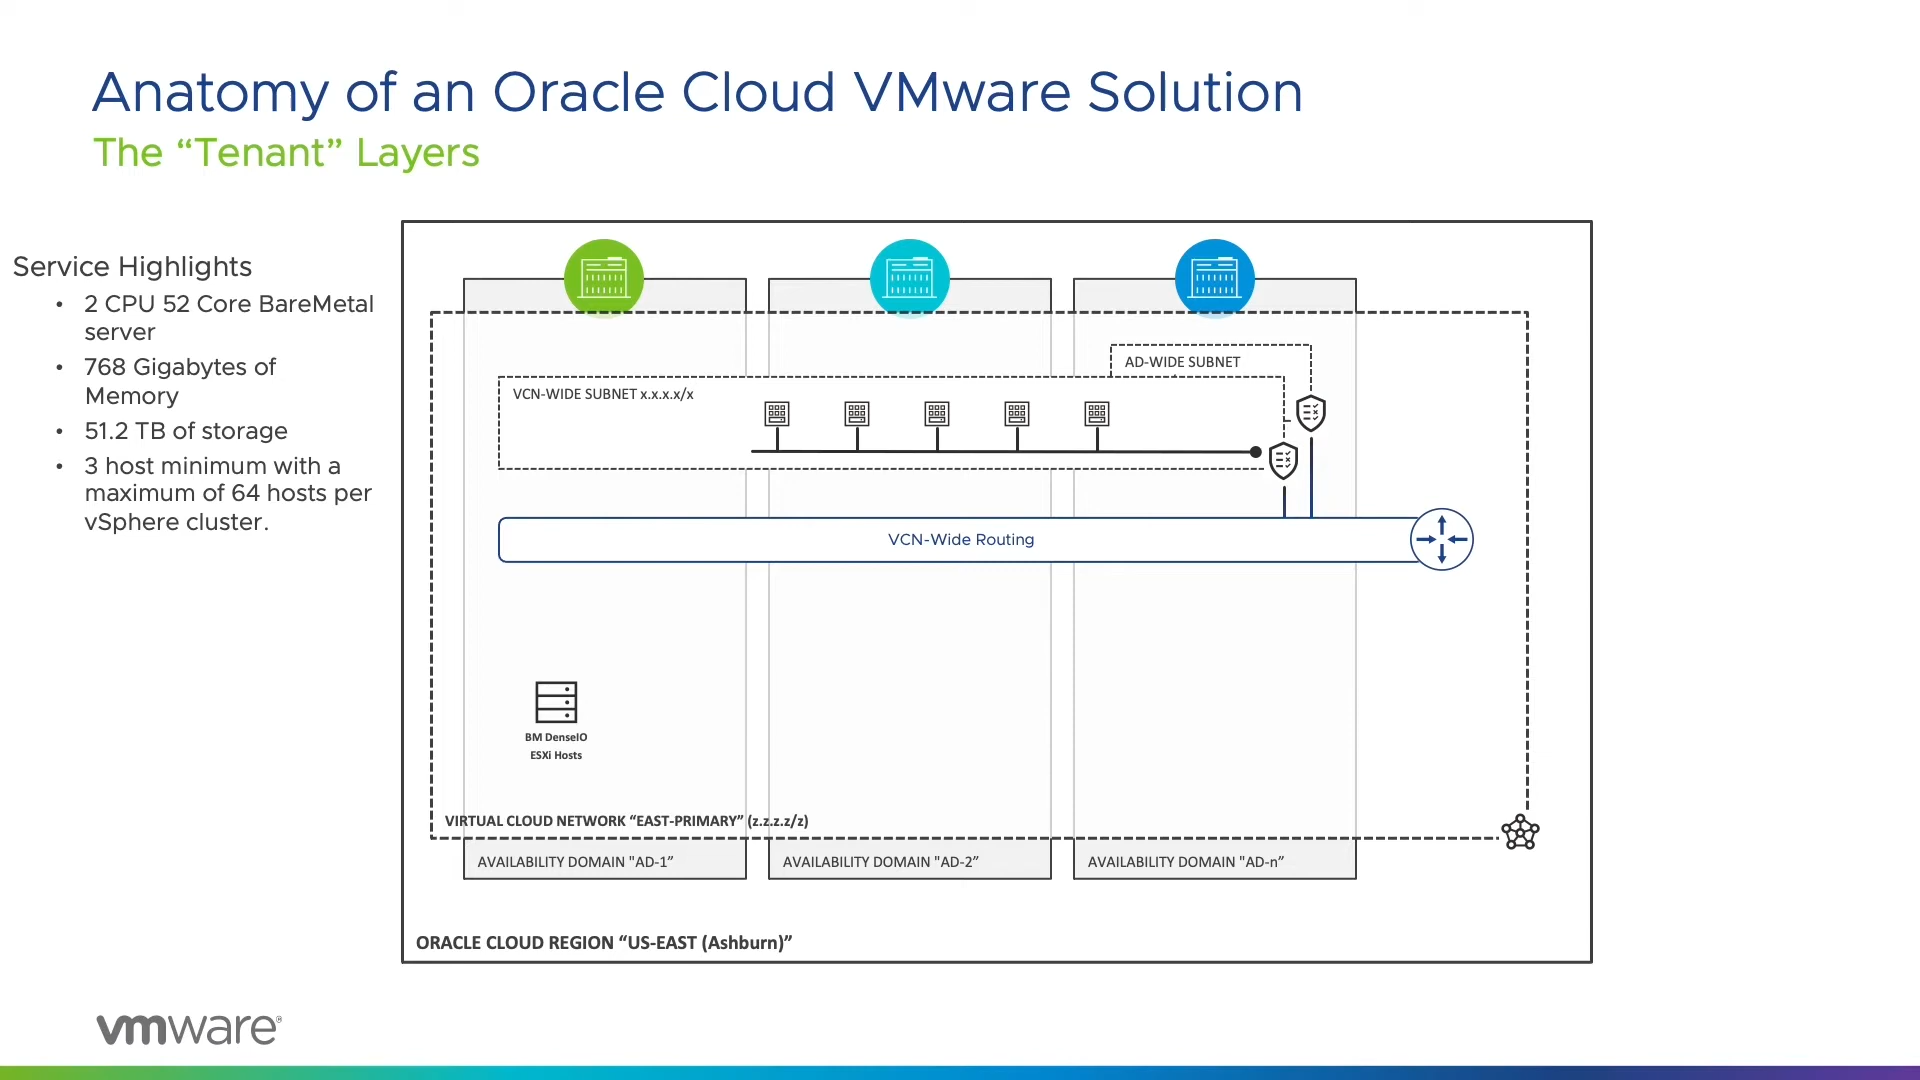 Anatomy of an Oracle Cloud VMware Solution
The “Tenant” Layers
Service Highlights
• 2 CPU 52 Core BareMetal
server
• 768 Gigabytes of
Memory
• 51.2 TB of storage
• 3 host minimum with a
maximum of 64 hosts per
vSphere cluster.
AD-WIDE SUBNET
VCN-WIDE SUBNET x.x.x.x/x
VCN-Wide Routing
BM DenseIO
ESXi Hosts
VIRTUAL CLOUD NETWORK “EAST-PRIMARY” (z.z.z.z/z)
AVAILABILITY DOMAIN "AD-1”
AVAILABILITY DOMAIN "AD-2”
AVAILABILITY DOMAIN "AD-n”
ORACLE CLOUD REGION “US-EAST (Ashburn)”
vmware®